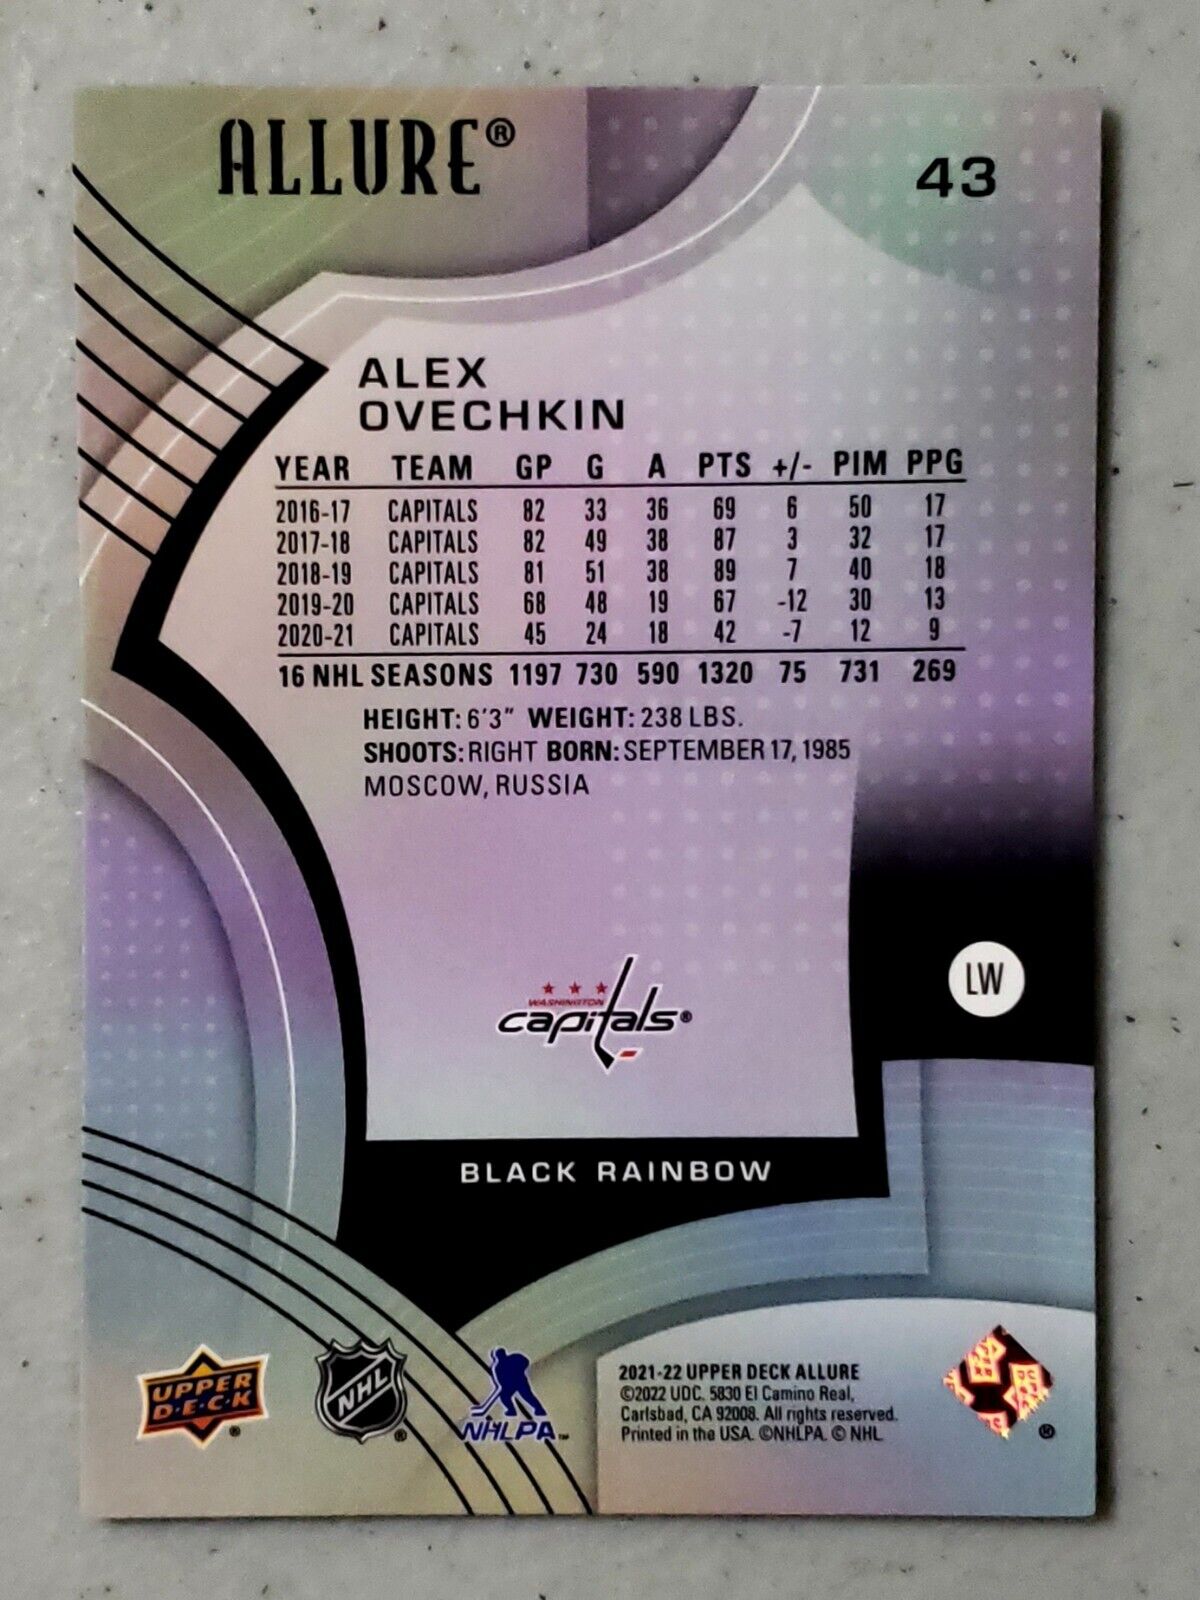 ALLURE®
43
ALEX
OVECHKIN
YEAR TEAM GP G A PTS +/- PIM PPG
2016-17 CAPITALS 82 33 36 69 6 50 17
2017-18 CAPITALS 82 49 38 87 3 32 17
2018-19 CAPITALS 81 51 38 89 7 40 18
2019-20 CAPITALS 68 48 19 67 -12 30 13
2020-21 CAPITALS 45 24 18 42 -7 12 9
16 NHL SEASONS 1197 730 590 1320 75 731 269
HEIGHT: 6'3" WEIGHT: 238 LBS.
SHOOTS: RIGHT BORN: SEPTEMBER 17, 1985
MOSCOW, RUSSIA
LW
WASHINGTON
capitals®
BLACK RAINBOW
UPPER
D·E·C·K®
NHL®
NHLPA™
2021-22 UPPER DECK ALLURE
©2022 UDC. 5830 El Camino Real,
Carlsbad, CA 92008. All rights reserved.
Printed in the USA. ©NHLPA. © NHL
®